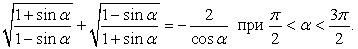 √((1+sin α)/(1−sin α)) + √((1−sin α)/(1+sin α)) = −2/cos α при π/2 < α < 3π/2.